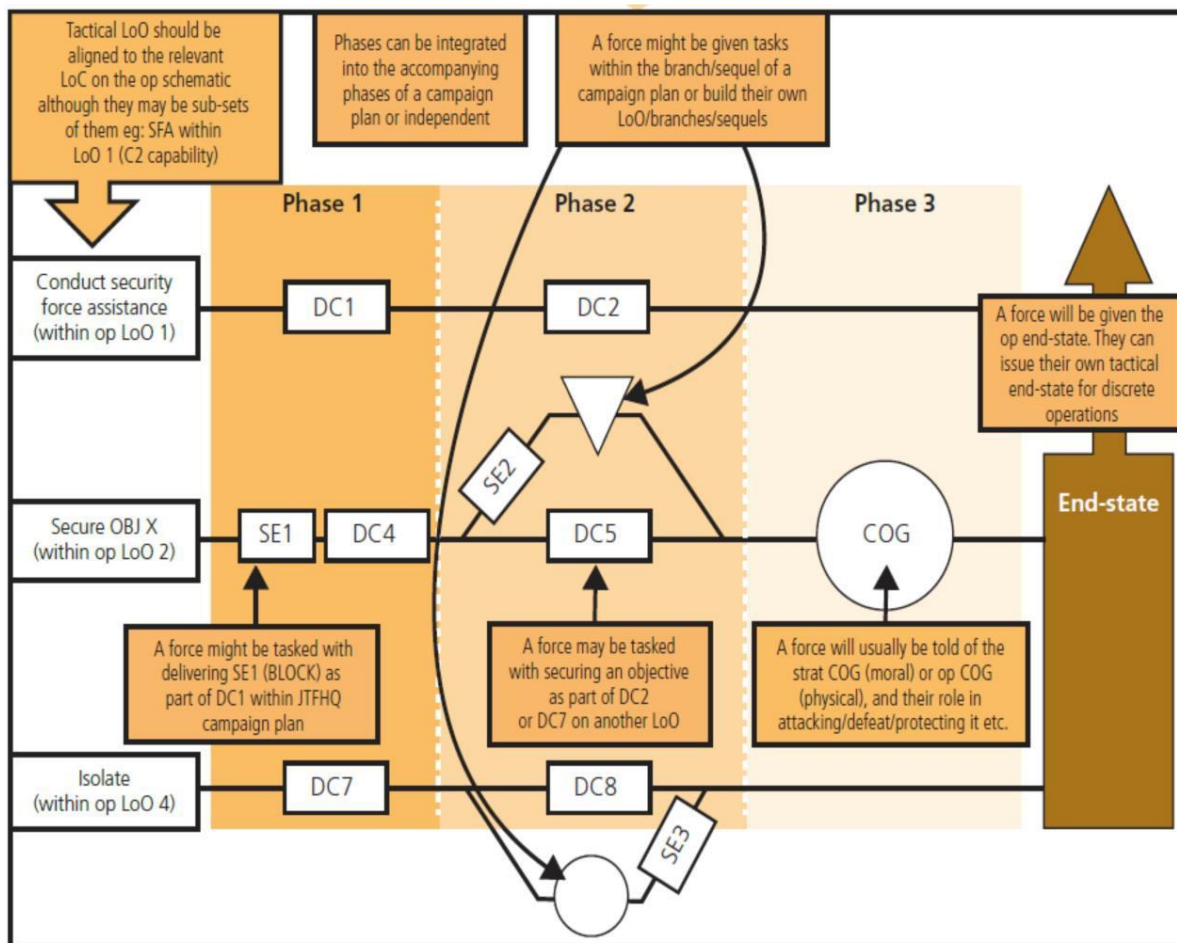 Tactical LoO should be
aligned to the relevant
LoC on the op schematic
although they may be sub-sets
of them eg: SFA within
LoO 1 (C2 capability)
Phases can be integrated
into the accompanying
phases of a campaign
plan or independent
A force might be given tasks
within the branch/sequel of a
campaign plan or build their own
LoO/branches/sequels
Phase 1
Phase 2
Phase 3
Conduct security
force assistance
(within op LoO 1)
DC1
DC2
A force will be given the
op end-state. They can
issue their own tactical
end-state for discrete
operations
SE2
Secure OBJ X
(within op LoO 2)
SE1
DC4
DC5
COG
End-state
A force might be tasked with
delivering SE1 (BLOCK) as
part of DC1 within JTFHQ
campaign plan
A force may be tasked
with securing an objective
as part of DC2
or DC7 on another LoO
A force will usually be told of the
strat COG (moral) or op COG
(physical), and their role in
attacking/defeat/protecting it etc.
Isolate
(within op LoO 4)
DC7
DC8
SE3